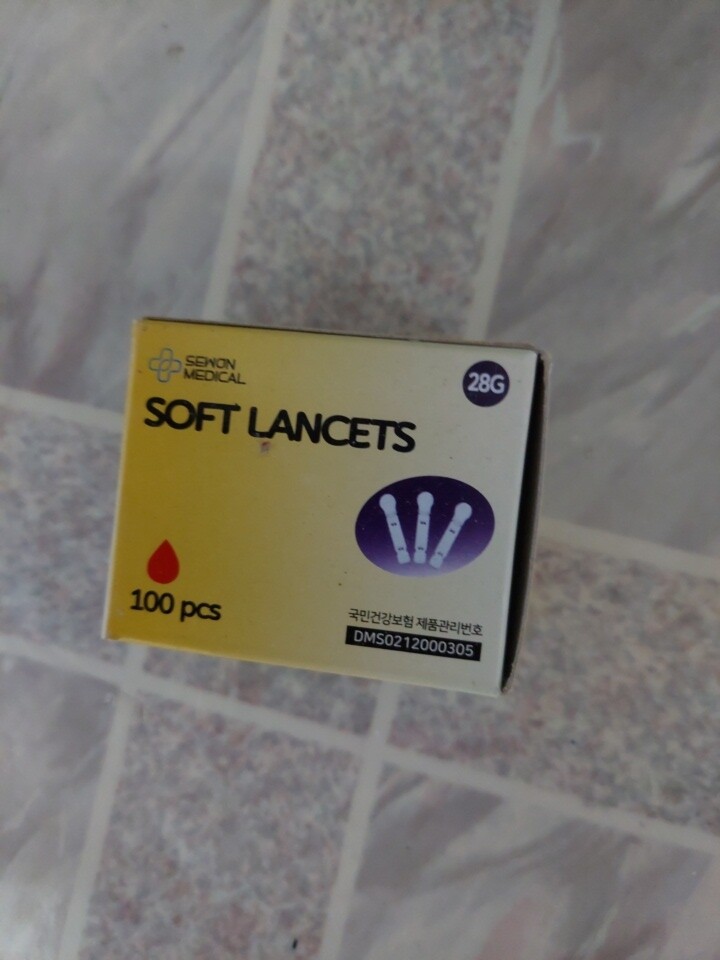 SEWON
MEDICAL
28G
SOFT LANCETS
100 pcs
국민건강보험 제품관리번호
DMS0212000305